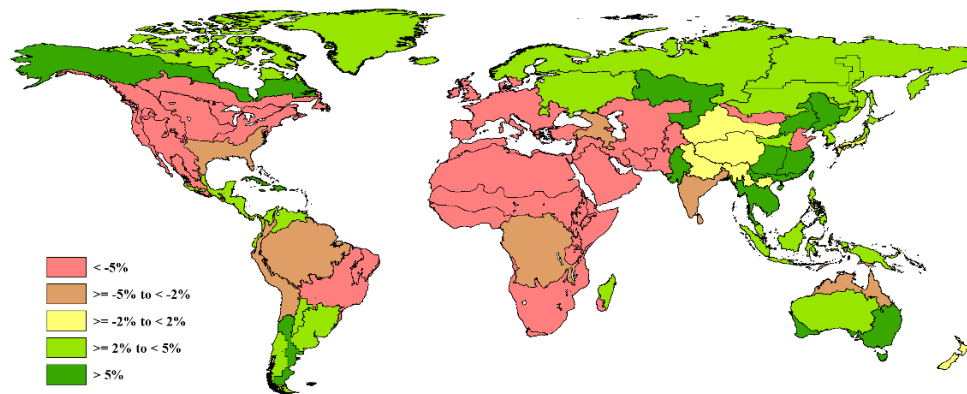 < -5%
>= -5% to < -2%
>= -2% to < 2%
>= 2% to < 5%
> 5%